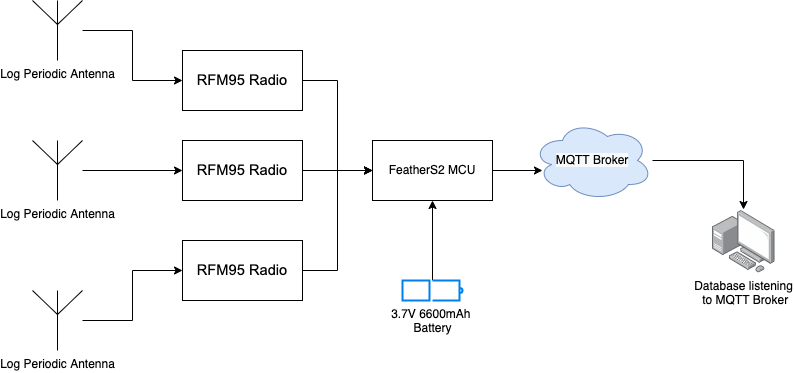 Log Periodic Antenna
RFM95 Radio
Log Periodic Antenna
RFM95 Radio
FeatherS2 MCU
MQTT Broker
Log Periodic Antenna
RFM95 Radio
3.7V 6600mAh
Battery
Database listening
to MQTT Broker